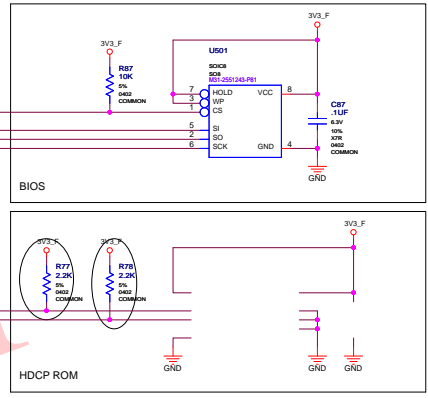 3V3_F
3V3_F
U501
R87
10K
5%
0402
COMMON
SOIC8
SO8
M31-2551243-P81
7
HOLD
VCC
8
3
WP
1
CS
C87
.1UF
6.3V
10%
X7R
0402
COMMON
5
SI
2
SO
6
SCK
GND
4
GND
BIOS
3V3_F
3V3_F
3V3_F
R77
2.2K
5%
0402
COMMON
R78
2.2K
5%
0402
COMMON
GND
GND
GND
HDCP ROM